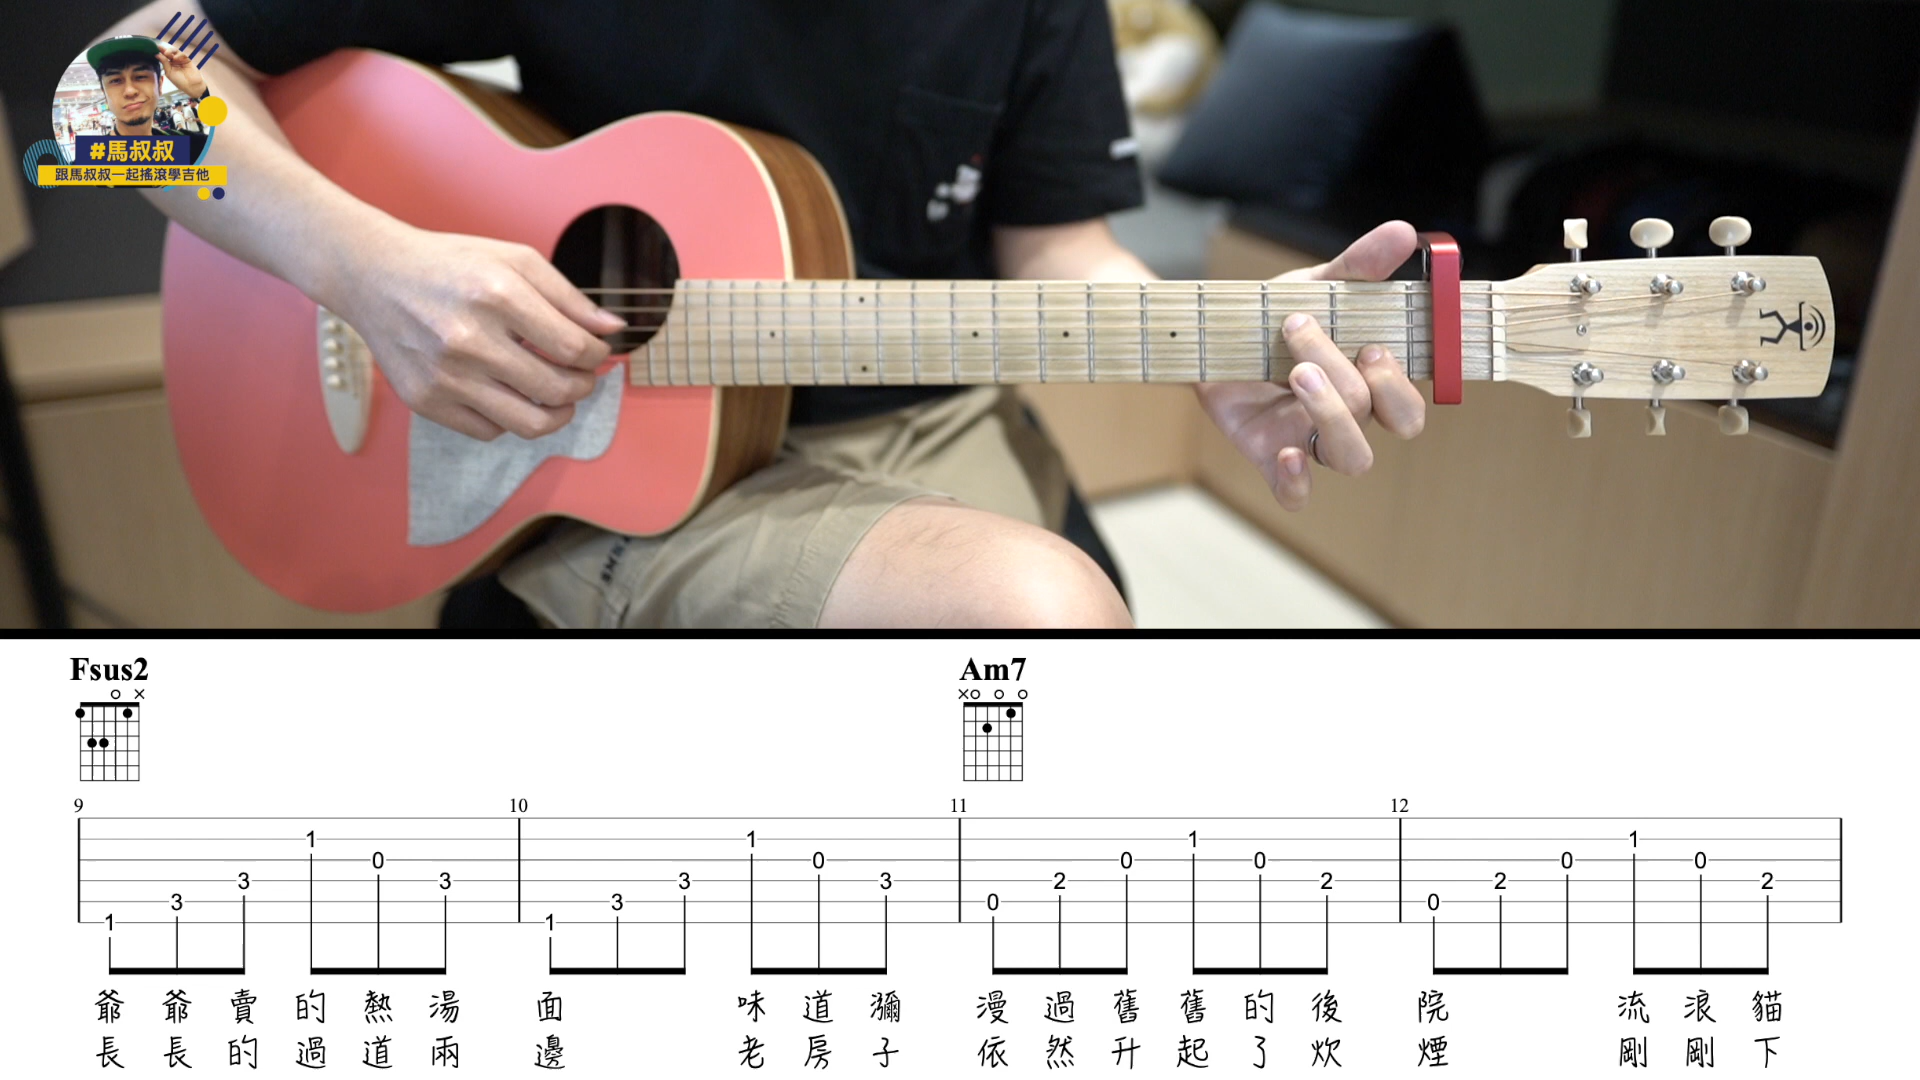 #馬叔叔
跟馬叔叔一起搖滾學吉他
Fsus2 Am7
○ × ×○ ○ ○
9 10 11 12
1 3 3 1 0 3 1 3 3 1 0 3 0 2 0 1 0 2 0 2 0 1 0 2
爺爺賣的熱湯面 味道瀰漫過舊舊的後院 流浪貓
長長的過道兩邊 老房子依然升起了炊煙 剛剛下